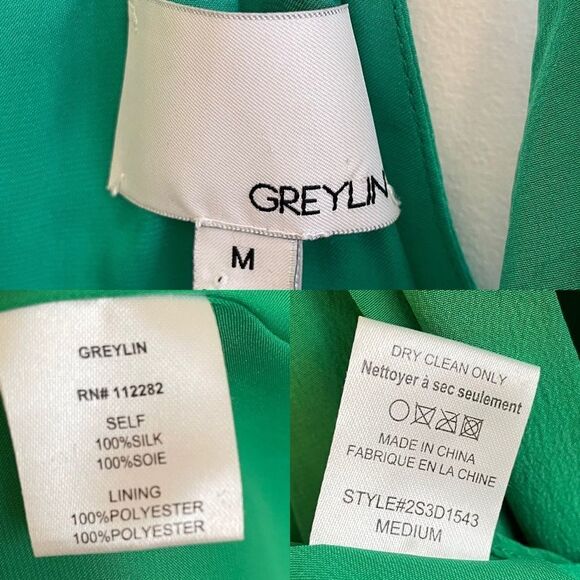 GREYLIN
M
GREYLIN
RN# 112282
SELF
100%SILK
100%SOIE
LINING
100%POLYESTER
100%POLYESTER
DRY CLEAN ONLY
Nettoyer à sec seulement
MADE IN CHINA
FABRIQUE EN LA CHINE
STYLE#2S3D1543
MEDIUM